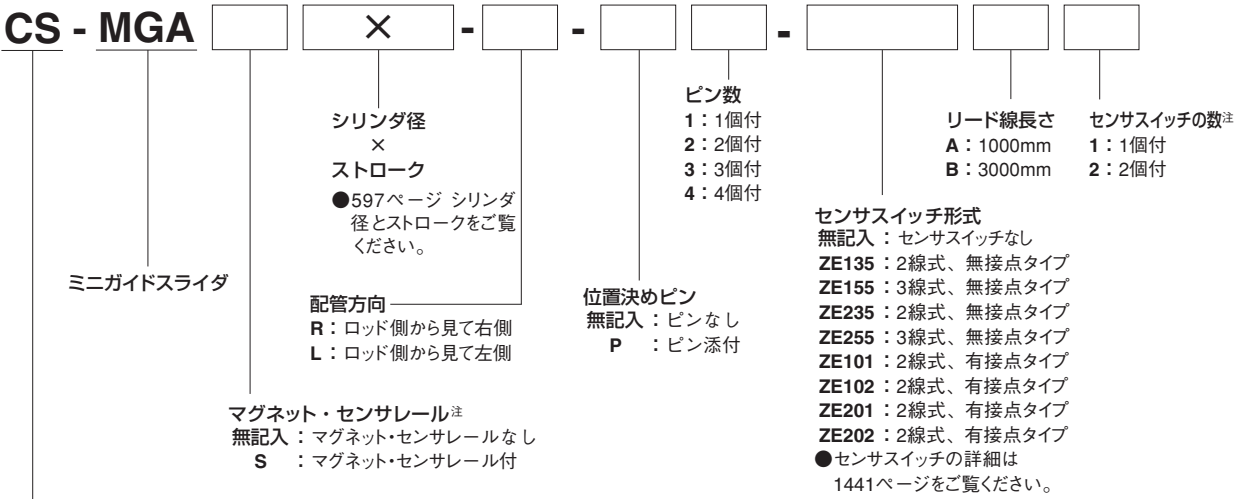 CS - MGA × - - -
シリンダ径
×
ストローク
●597ページ シリンダ
径とストロークをご覧
ください。
ピン数
1：1個付
2：2個付
3：3個付
4：4個付
リード線長さ
A：1000mm
B：3000mm
センサスイッチの数注
1：1個付
2：2個付
ミニガイドスライダ
配管方向
R：ロッド側から見て右側
L：ロッド側から見て左側
位置決めピン
無記入：ピンなし
P ：ピン添付
センサスイッチ形式
無記入：センサスイッチなし
ZE135：2線式、無接点タイプ
ZE155：3線式、無接点タイプ
ZE235：2線式、無接点タイプ
ZE255：3線式、無接点タイプ
ZE101：2線式、有接点タイプ
ZE102：2線式、有接点タイプ
ZE201：2線式、有接点タイプ
ZE202：2線式、有接点タイプ
●センサスイッチの詳細は
1441ページをご覧ください。
マグネット・センサレール注
無記入：マグネット・センサレールなし
S ：マグネット・センサレール付